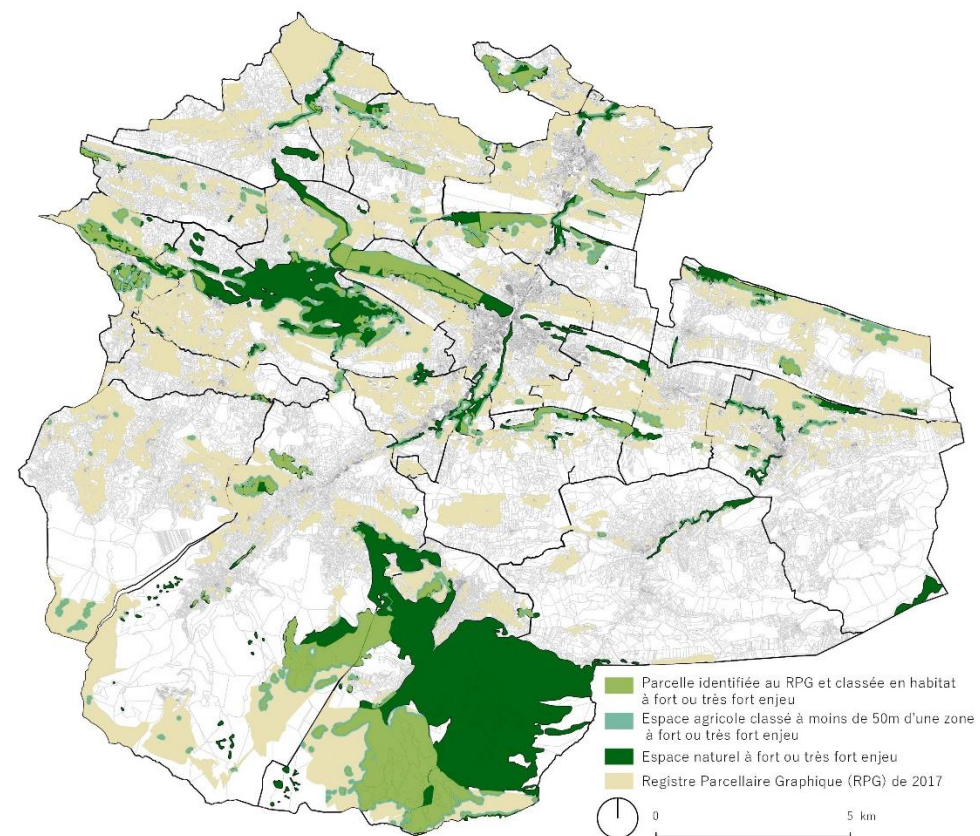 Parcelle identifiée au RPG et classée en habitat
à fort ou très fort enjeu
Espace agricole classé à moins de 50m d'une zone
à fort ou très fort enjeu
Espace naturel à fort ou très fort enjeu
Registre Parcellaire Graphique (RPG) de 2017
0 5 km